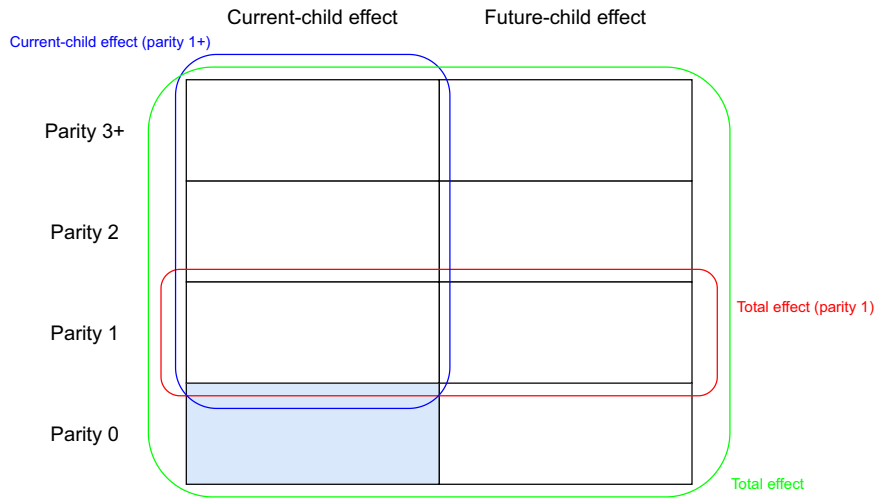 Current-child effect
Future-child effect
Current-child effect (parity 1+)
Parity 3+
Parity 2
Total effect (parity 1)
Parity 1
Parity 0
Total effect